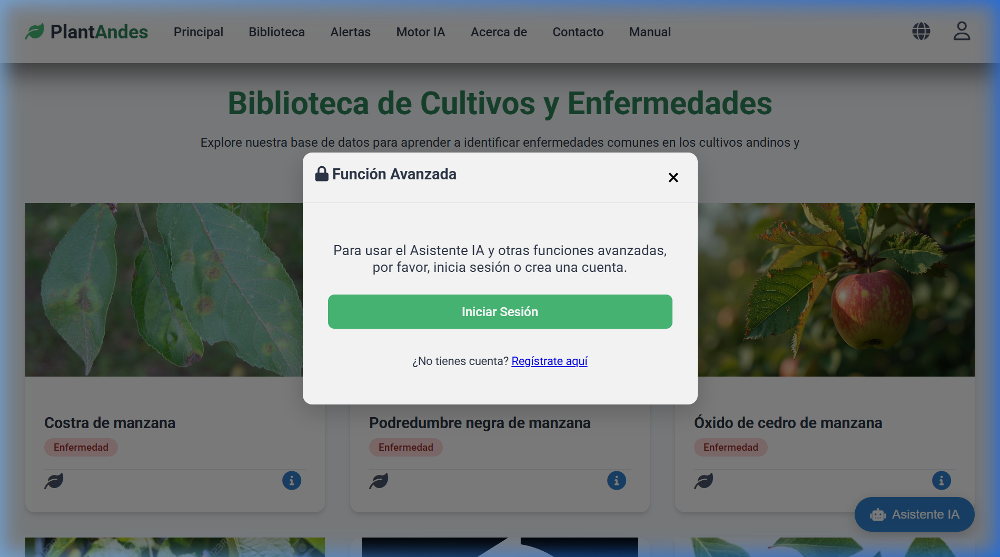 PlantAndes
Principal
Biblioteca
Alertas
Motor IA
Acerca de
Contacto
Manual
Biblioteca de Cultivos y Enfermedades
Explore nuestra base de datos para aprender a identificar enfermedades comunes en los cultivos andinos y
Función Avanzada
Para usar el Asistente IA y otras funciones avanzadas,
por favor, inicia sesión o crea una cuenta.
Iniciar Sesión
¿No tienes cuenta? Regístrate aquí
Costra de manzana
Enfermedad
Podredumbre negra de manzana
Enfermedad
Óxido de cedro de manzana
Enfermedad
Asistente IA